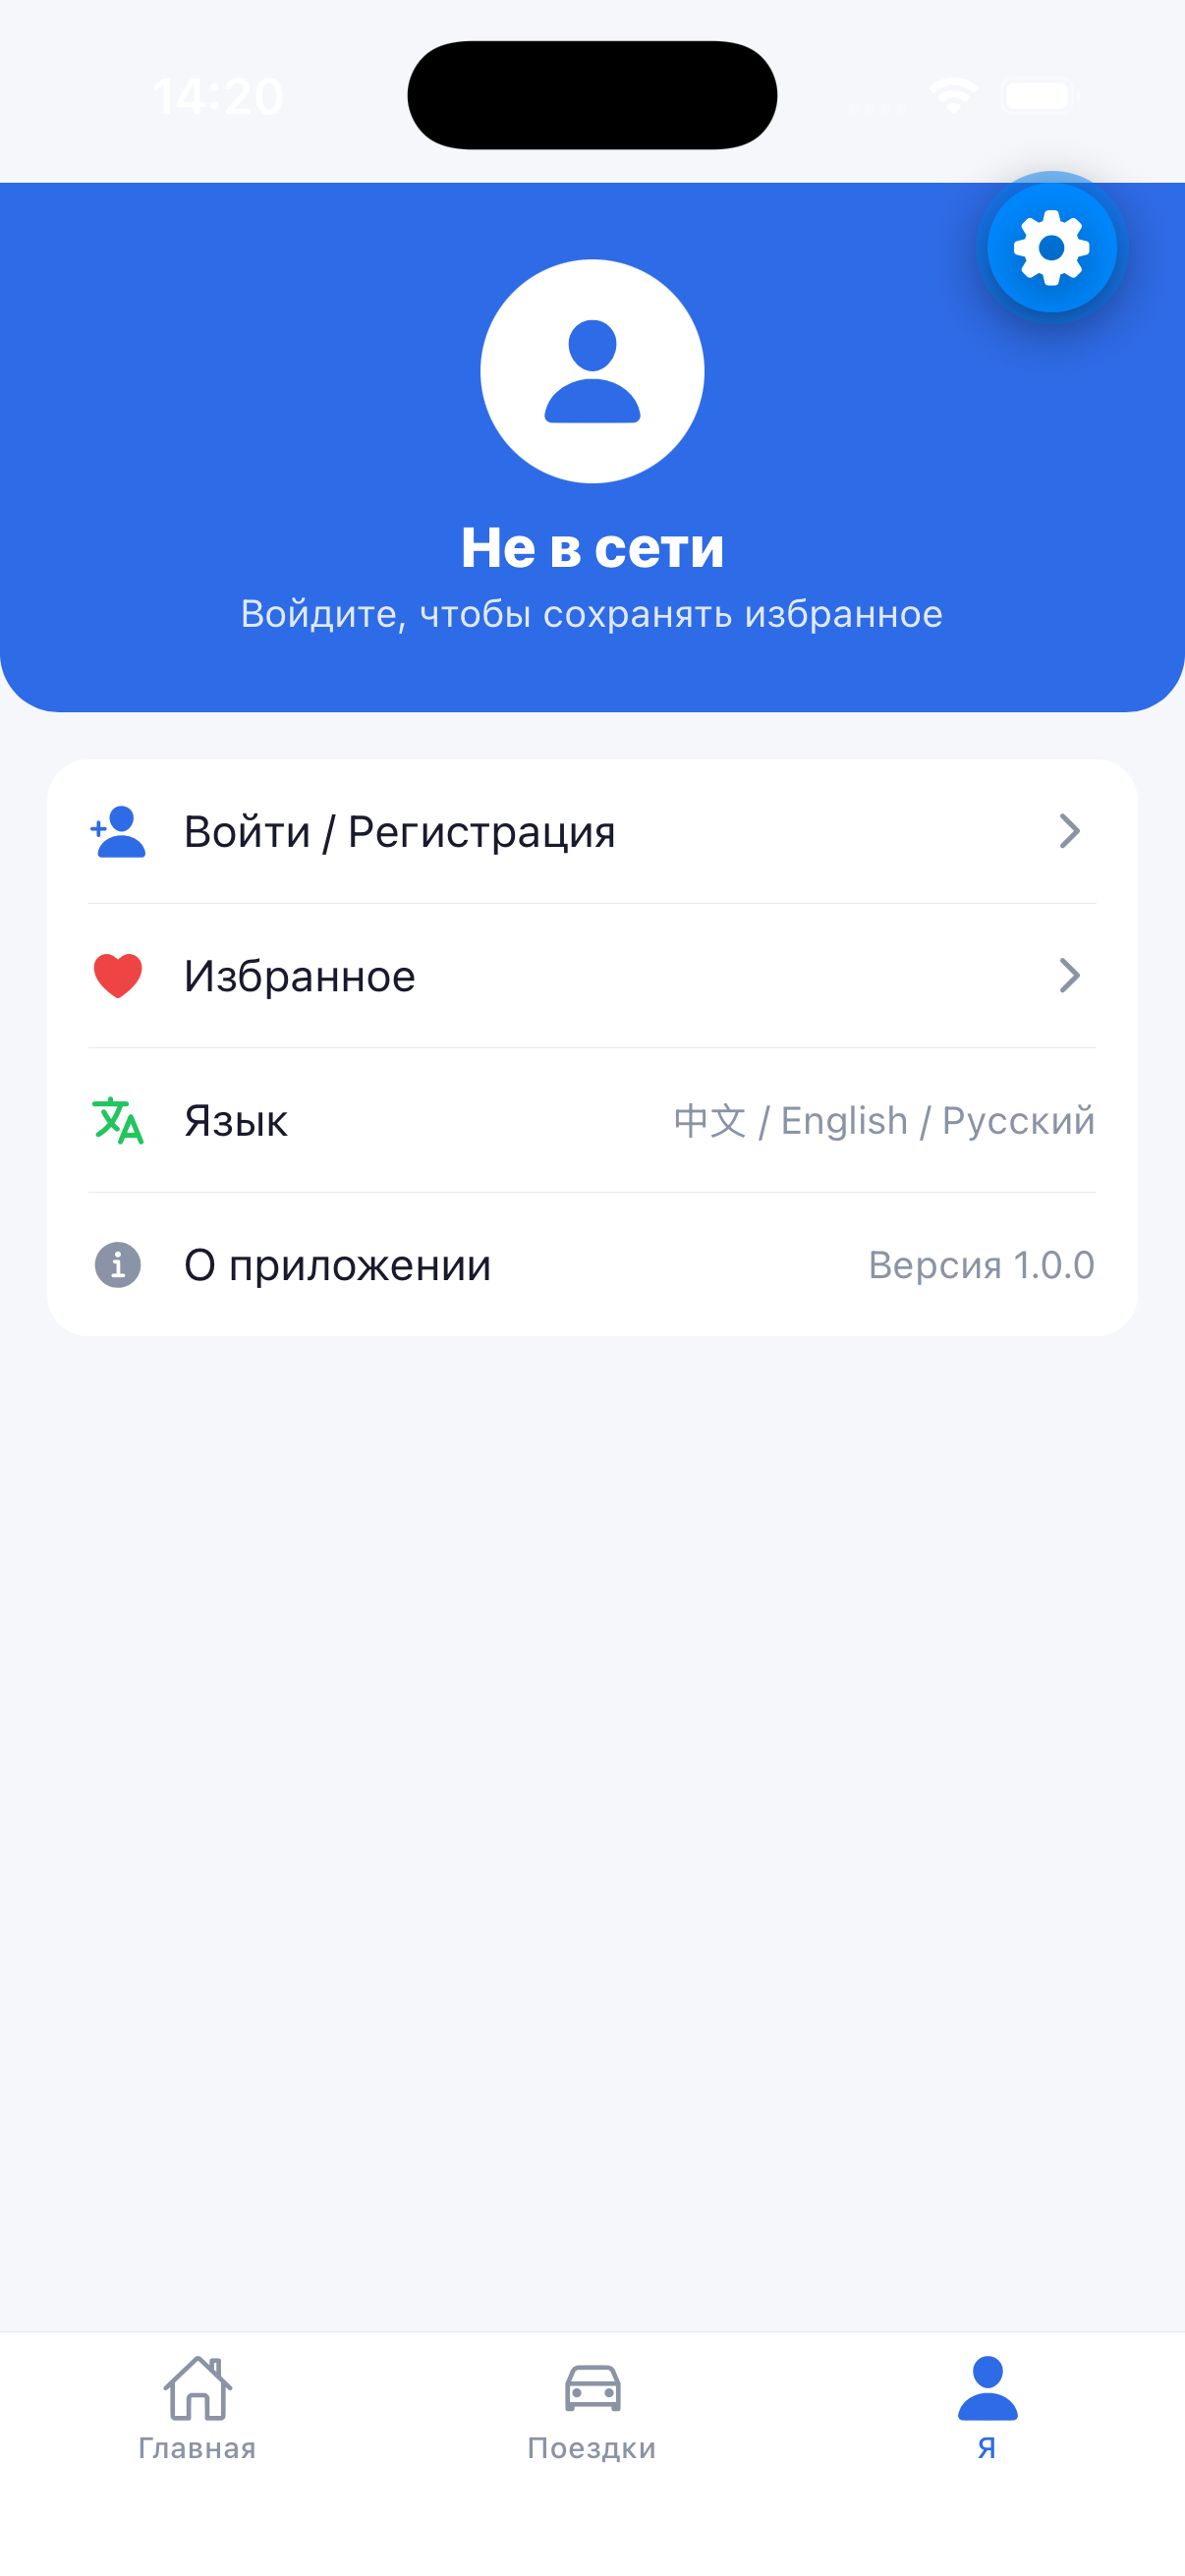 14:20
Не в сети
Войдите, чтобы сохранять избранное
Войти / Регистрация
Избранное
Язык 中文 / English / Русский
О приложении Версия 1.0.0
Главная Поездки Я